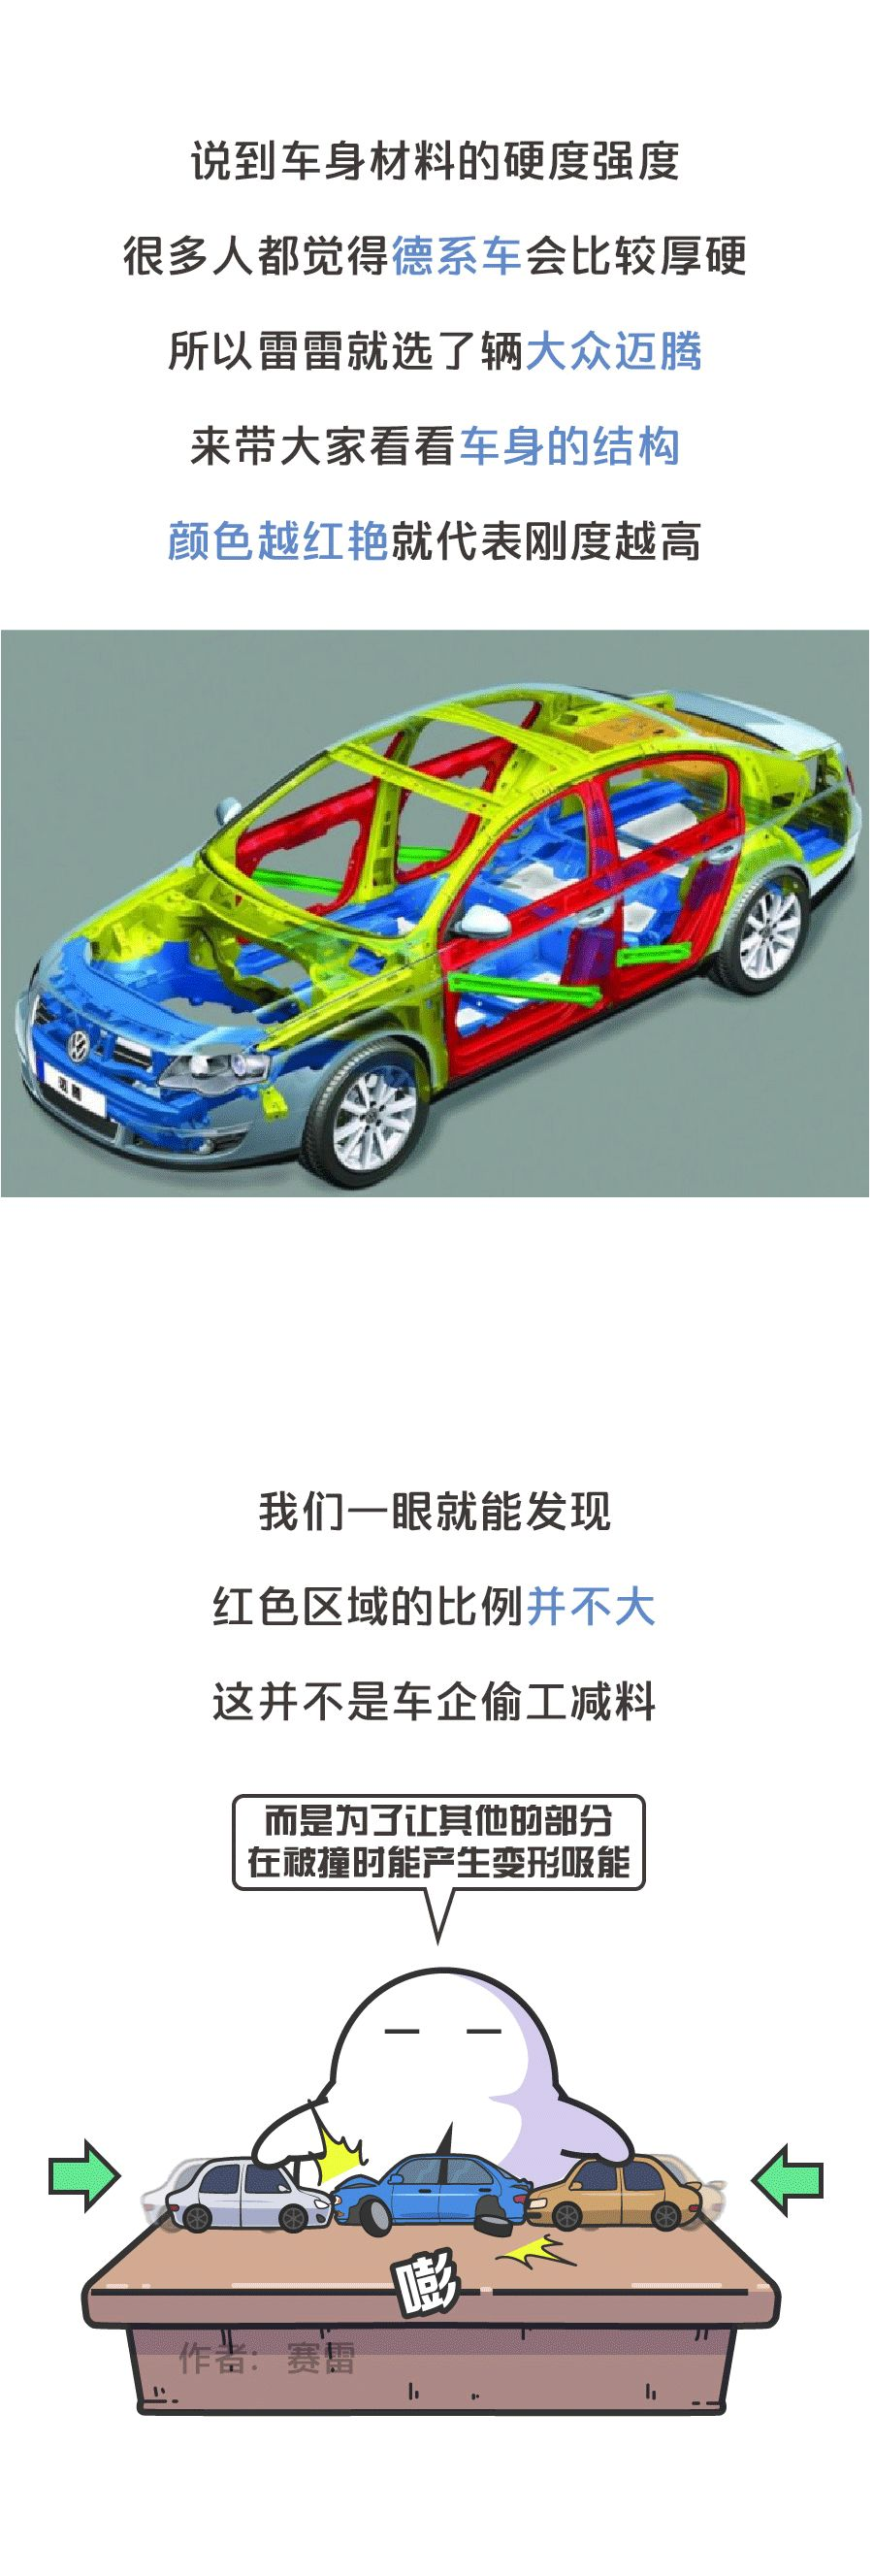 说到车身材料的硬度强度
很多人都觉得德系车会比较厚硬
所以雷雷就选了辆大众迈腾
来带大家看看车身的结构
颜色越红艳就代表刚度越高
我们一眼就能发现
红色区域的比例并不大
这并不是车企偷工减料
而是为了让其他的部分
在被撞时能产生变形吸能
嘭
作者：赛雷